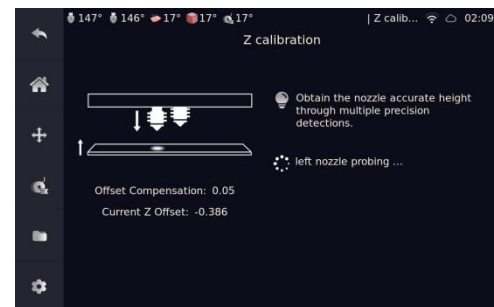 147° 146° 17° 17° 17° | Z calib... 02:09
Z calibration
Obtain the nozzle accurate height
through multiple precision
detections.
left nozzle probing ...
Offset Compensation: 0.05
Current Z Offset: -0.386